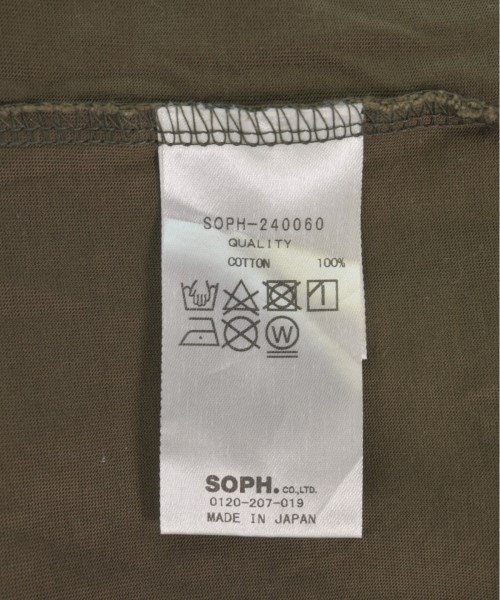 SOPH-240060
QUALITY
COTTON 100%
W
SOPH. CO.,LTD.
0120-207-019
MADE IN JAPAN